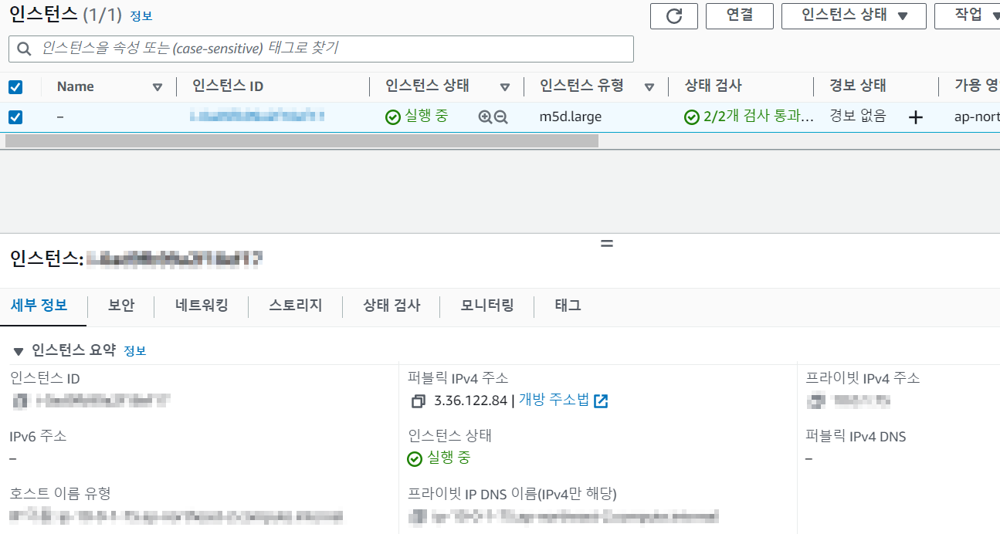 인스턴스 (1/1) 정보 연결 인스턴스 상태 작업
인스턴스을 속성 또는 (case-sensitive) 태그로 찾기
Name 인스턴스 ID 인스턴스 상태 인스턴스 유형 상태 검사 경보 상태 가용 영
– 실행 중 m5d.large 2/2개 검사 통과... 경보 없음 + ap-nort
인스턴스:
세부 정보 보안 네트워킹 스토리지 상태 검사 모니터링 태그
인스턴스 요약 정보
인스턴스 ID 퍼블릭 IPv4 주소 프라이빗 IPv4 주소
3.36.122.84 | 개방 주소법
IPv6 주소 인스턴스 상태 퍼블릭 IPv4 DNS
– 실행 중 –
호스트 이름 유형 프라이빗 IP DNS 이름(IPv4만 해당)